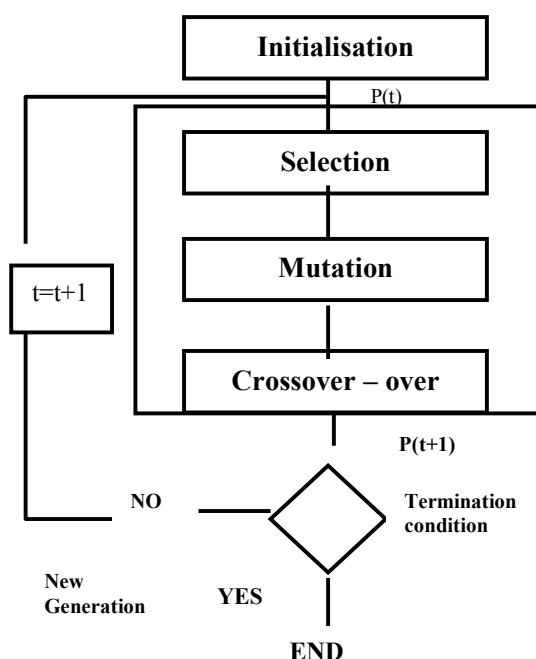 Initialisation
P(t)
Selection
Mutation
t=t+1
Crossover – over
P(t+1)
NO
Termination
condition
New
Generation
YES
END